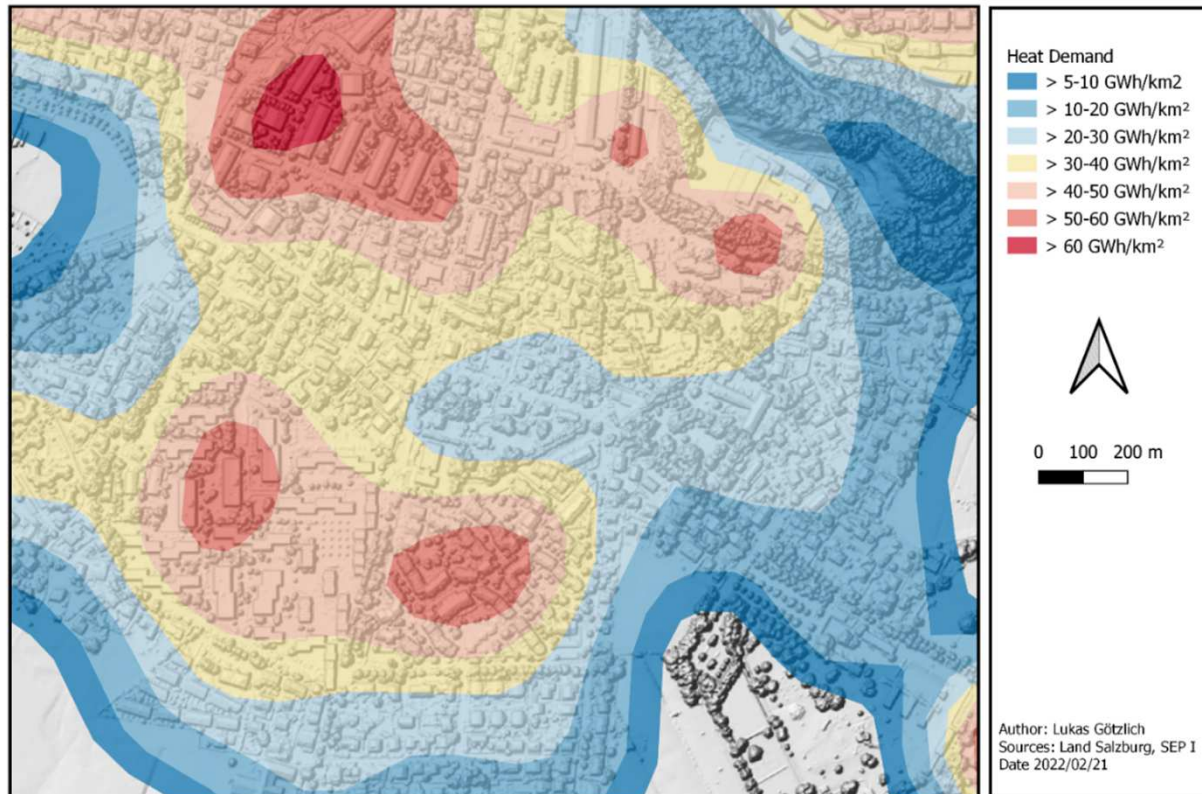 Heat Demand
> 5-10 GWh/km2
> 10-20 GWh/km²
> 20-30 GWh/km²
> 30-40 GWh/km²
> 40-50 GWh/km²
> 50-60 GWh/km²
> 60 GWh/km²
0 100 200 m
Author: Lukas Götzlich
Sources: Land Salzburg, SEP I
Date 2022/02/21